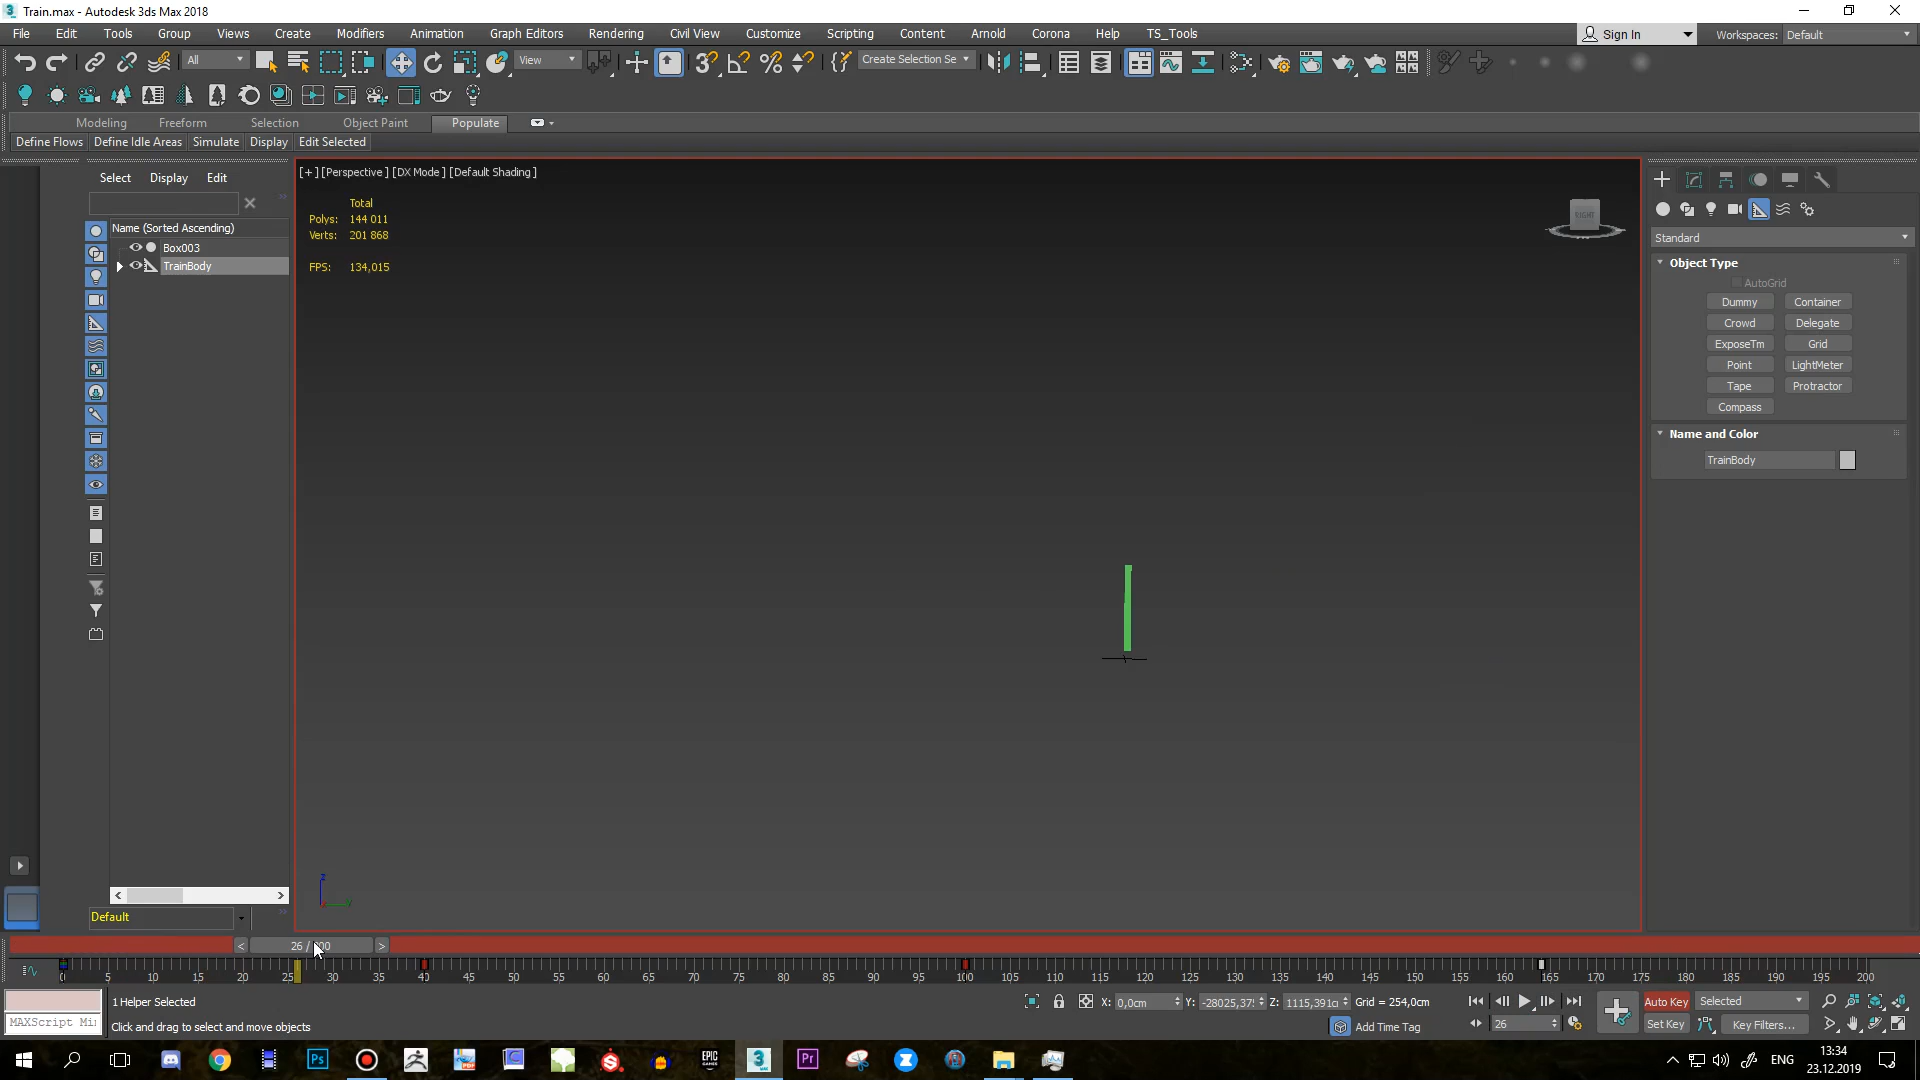 Train.max - Autodesk 3ds Max 2018
File Edit Tools Group Views Create Modifiers Animation Graph Editors Rendering Civil View Customize Scripting Content Arnold Corona Help TS_Tools Sign In Workspaces: Default
All View Create Selection Se
Modeling Freeform Selection Object Paint Populate
Define Flows Define Idle Areas Simulate Display Edit Selected
Select Display Edit
Name (Sorted Ascending)
Box003
TrainBody
Default
[+] [Perspective] [DX Mode] [Default Shading]
Total
Polys: 144 011
Verts: 201 868
FPS: 134,015
RIGHT
z
Standard
Object Type
AutoGrid
Dummy Container
Crowd Delegate
ExposeTm Grid
Point LightMeter
Tape Protractor
Compass
Name and Color
TrainBody
< 26 / >
0 5 10 15 20 25 30 35 40 45 50 55 60 65 70 75 80 85 90 95 100 105 110 115 120 125 130 135 140 145 150 155 160 165 170 175 180 185 190 195 200
1 Helper Selected
MAXScript Mi
Click and drag to select and move objects
X: 0,0cm Y: -28025,375 Z: 1115,391c Grid = 254,0cm
Add Time Tag
Auto Key Selected
26 Set Key Key Filters...
ENG
13:34
23.12.2019